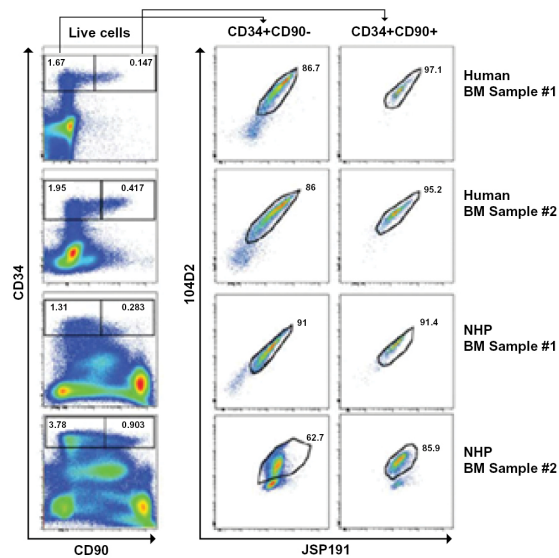 Live cells
CD34+CD90-
CD34+CD90+
1.67
0.147
86.7
97.1
Human
BM Sample #1
1.95
0.417
86
95.2
Human
BM Sample #2
1.31
0.283
91
91.4
NHP
BM Sample #1
3.78
0.903
62.7
85.9
NHP
BM Sample #2
CD34
104D2
CD90
JSP191